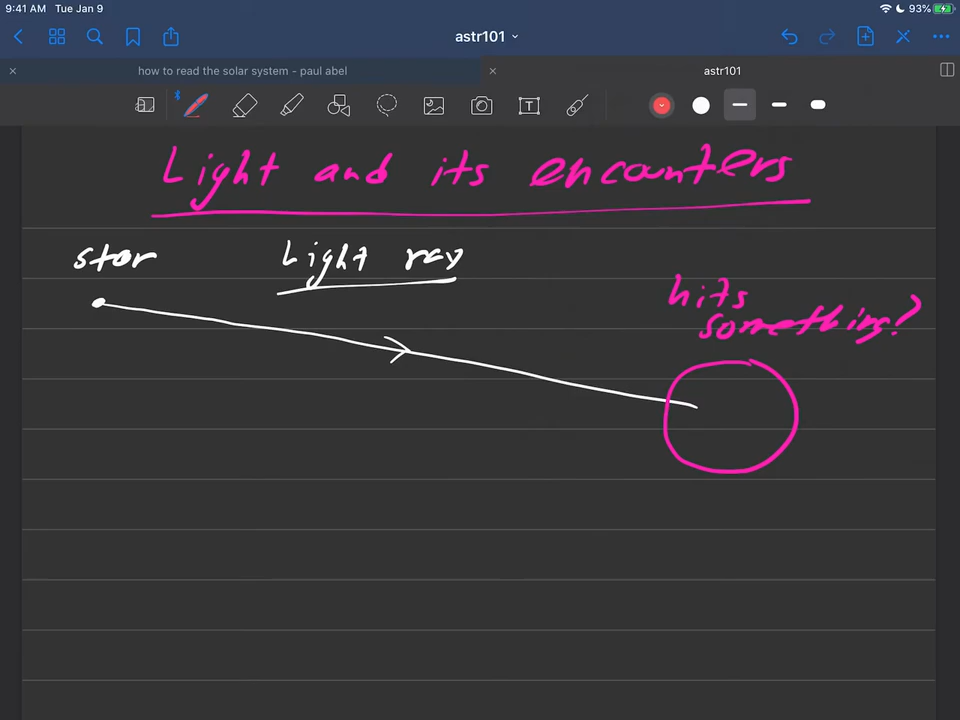 9:41 AM Tue Jan 9 93%
astr101
how to read the solar system - paul abel
astr101
T
Light and its encounters
star Light ray
hits
something?